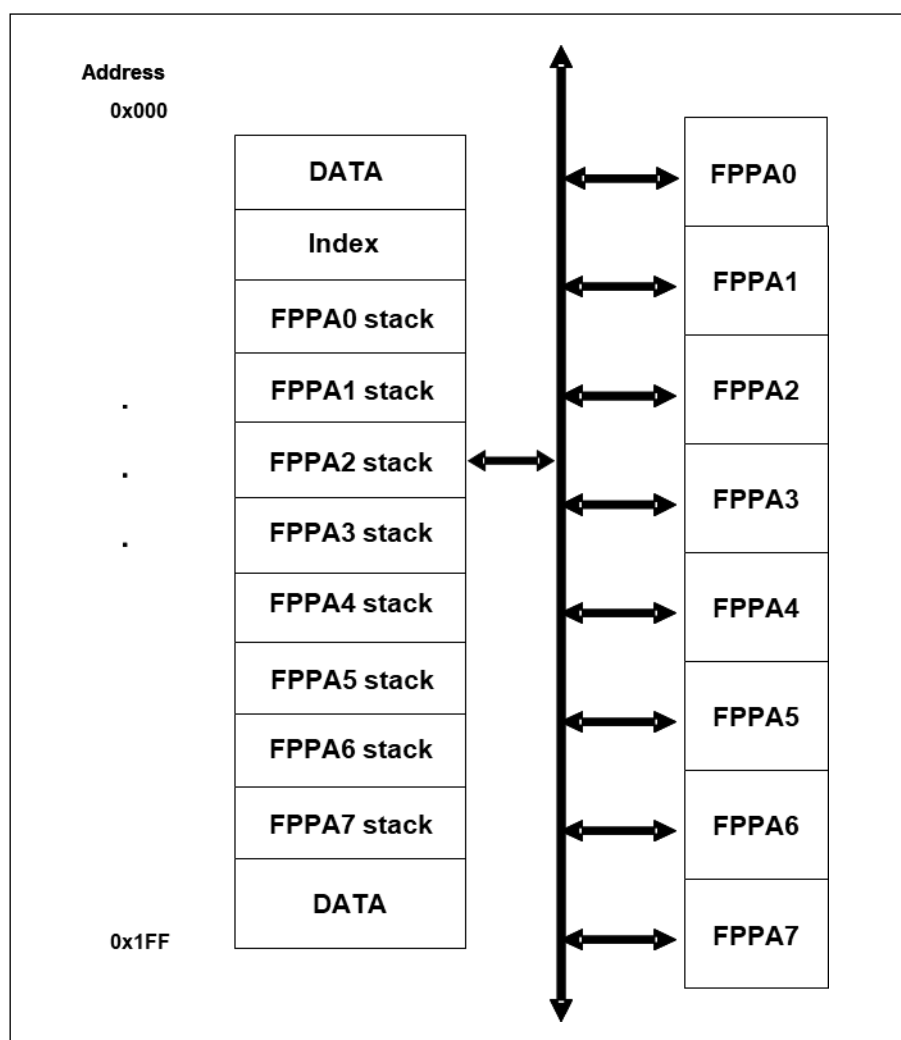 Address
0x000
DATA
Index
FPPA0 stack
FPPA1 stack
FPPA2 stack
FPPA3 stack
FPPA4 stack
FPPA5 stack
FPPA6 stack
FPPA7 stack
DATA
.
.
.
0x1FF
FPPA0
FPPA1
FPPA2
FPPA3
FPPA4
FPPA5
FPPA6
FPPA7